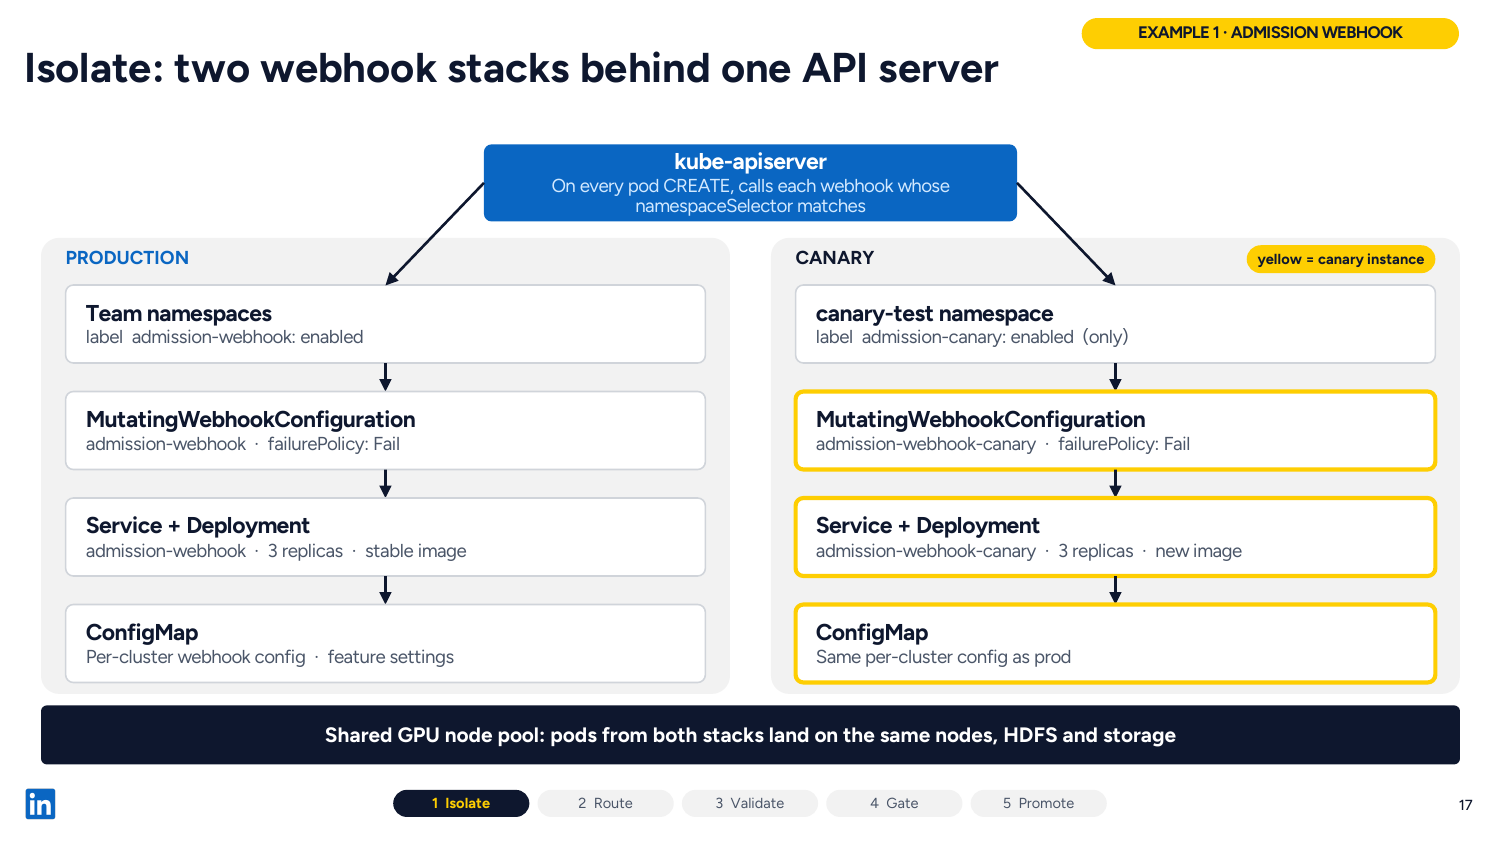 EXAMPLE 1 · ADMISSION WEBHOOK
Isolate: two webhook stacks behind one API server
kube-apiserver
On every pod CREATE, calls each webhook whose
namespaceSelector matches
PRODUCTION
Team namespaces
label admission-webhook: enabled
MutatingWebhookConfiguration
admission-webhook · failurePolicy: Fail
Service + Deployment
admission-webhook · 3 replicas · stable image
ConfigMap
Per-cluster webhook config · feature settings
CANARY
yellow = canary instance
canary-test namespace
label admission-canary: enabled (only)
MutatingWebhookConfiguration
admission-webhook-canary · failurePolicy: Fail
Service + Deployment
admission-webhook-canary · 3 replicas · new image
ConfigMap
Same per-cluster config as prod
Shared GPU node pool: pods from both stacks land on the same nodes, HDFS and storage
in
1 Isolate
2 Route
3 Validate
4 Gate
5 Promote
17